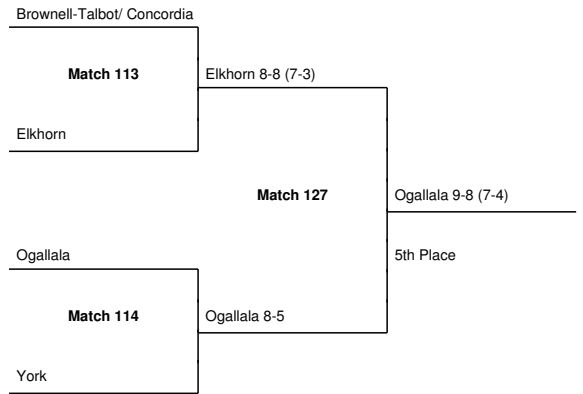 Brownell-Talbot/ Concordia
Match 113
Elkhorn 8-8 (7-3)
Elkhorn
Match 127
Ogallala 9-8 (7-4)
Ogallala
5th Place
Match 114
Ogallala 8-5
York